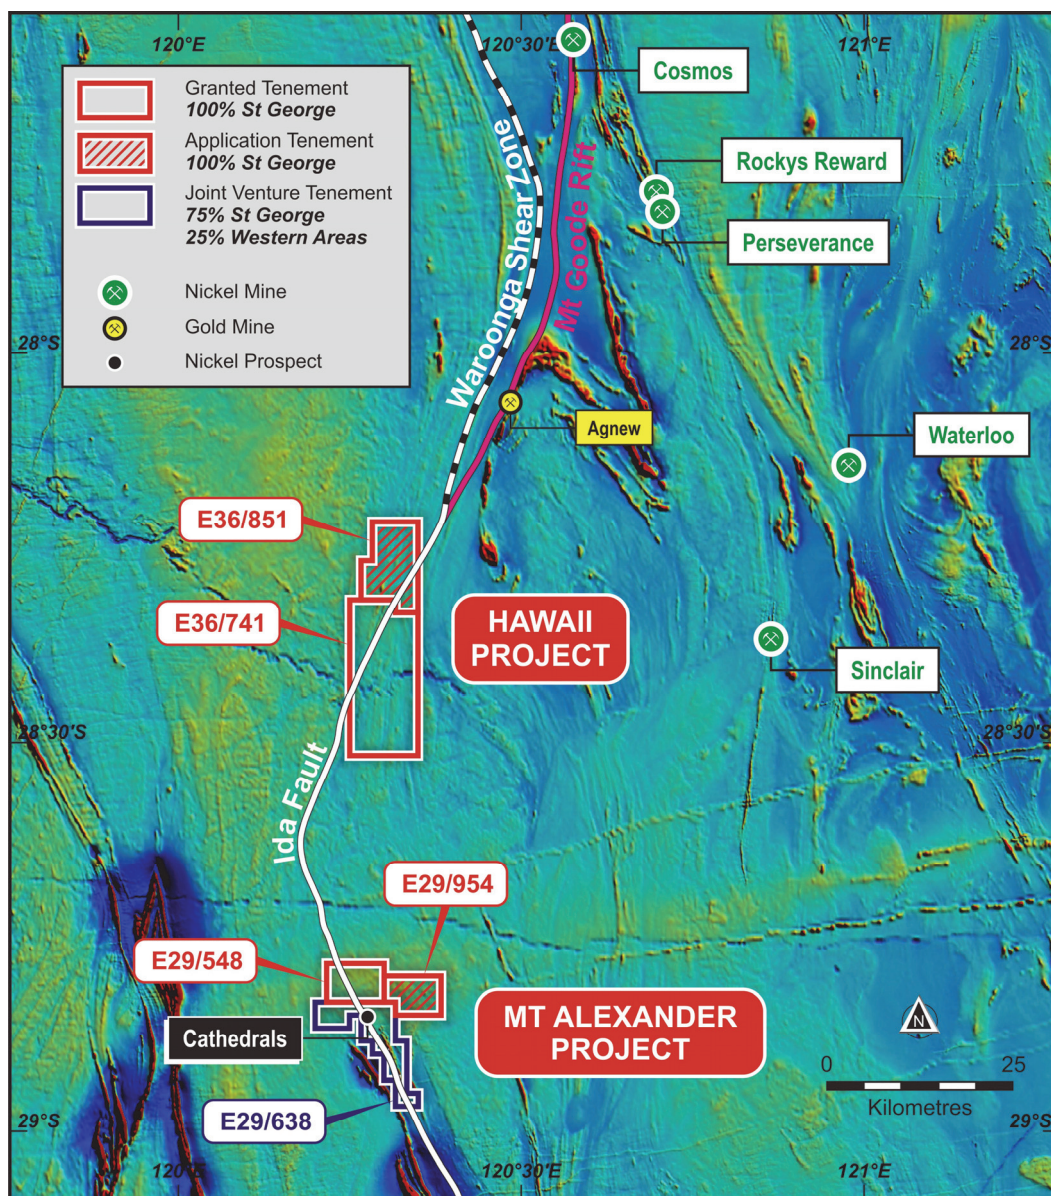 120°E
120°30'E
121°E
Cosmos
Granted Tenement
100% St George
Application Tenement
100% St George
Joint Venture Tenement
75% St George
25% Western Areas
Nickel Mine
Gold Mine
Nickel Prospect
Waroonga Shear Zone
Mt Goode Rift
Rockys Reward
Perseverance
28°S
28°S
Agnew
Waterloo
E36/851
E36/741
HAWAII
PROJECT
Sinclair
28°30'S
28°30'S
Ida Fault
E29/954
E29/548
MT ALEXANDER
PROJECT
Cathedrals
N
0
25
Kilometres
E29/638
29°S
29°S
120°E
120°30'E
121°E